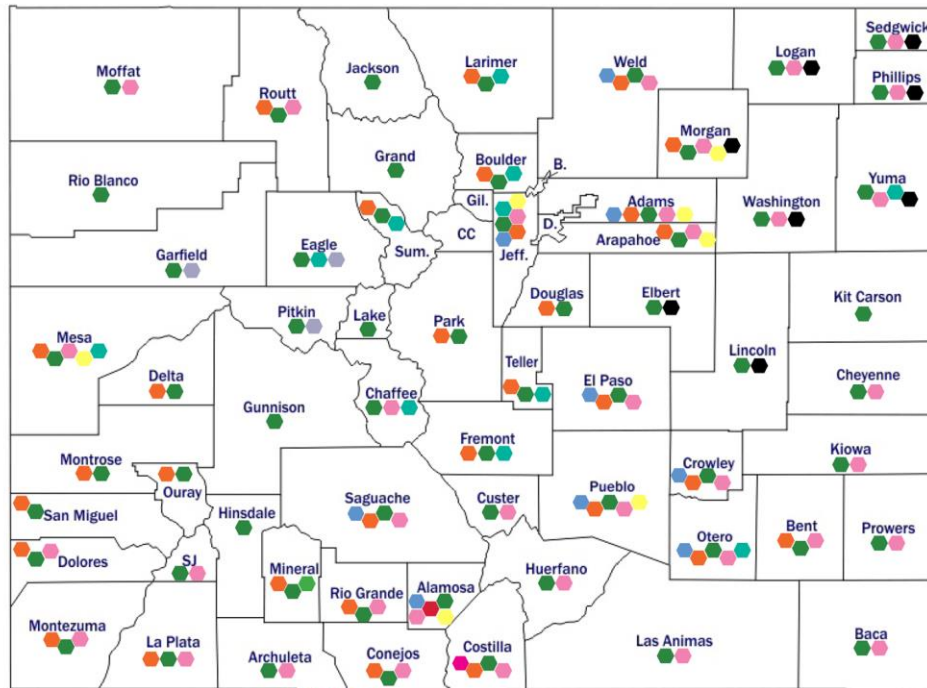 Moffat
Routt
Jackson
Larimer
Weld
Logan
Sedgwick
Phillips
Morgan
Grand
Boulder
B.
Yuma
Rio Blanco
Gil.
Adams
Washington
D.
CC
Arapahoe
Garfield
Eagle
Sum.
Jeff.
Pitkin
Lake
Park
Douglas
Elbert
Kit Carson
Mesa
Lincoln
Delta
Teller
El Paso
Cheyenne
Chaffee
Gunnison
Fremont
Montrose
Kiowa
Crowley
Ouray
Pueblo
Saguache
Custer
San Miguel
Hinsdale
Otero
Bent
Prowers
Dolores
SJ
Mineral
Rio Grande
Alamosa
Huerfano
Montezuma
La Plata
Archuleta
Conejos
Costilla
Las Animas
Baca